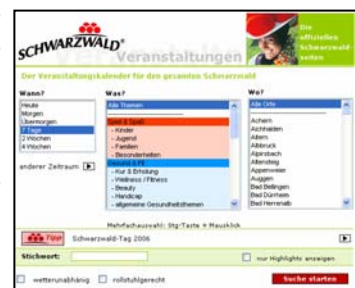 SCHWARZWALD®
Veranstaltungen
Die
offiziellen
Schwarzwald-
seiten
Der Veranstaltungskalender für den gesamten Schwarzwald
Wann?
Heute
Morgen
Übermorgen
7 Tage
2 Wochen
4 Wochen
anderer Zeitraum
Was?
Alle Themen
Spiel & Spaß
- Kinder
- Jugend
- Familien
- Besonderheiten
Gesund & Fit
- Kur & Erholung
- Wellness / Fitness
- Beauty
- Handicap
- allgemeine Gesundheitsthemen
Wo?
Alle Orte
Achern
Aichhalden
Altern
Albbruck
Alpirsbach
Altensteig
Appenweier
Auggen
Bad Bellingen
Bad Dürrheim
Bad Herrenalb
Mehrfachauswahl: Stg-Taste + Mausklick
Tipp
Schwarzwald-Tag 2006
Stichwort:
nur Highlights anzeigen
wetterunabhänig
rollstuhlgerecht
Suche starten